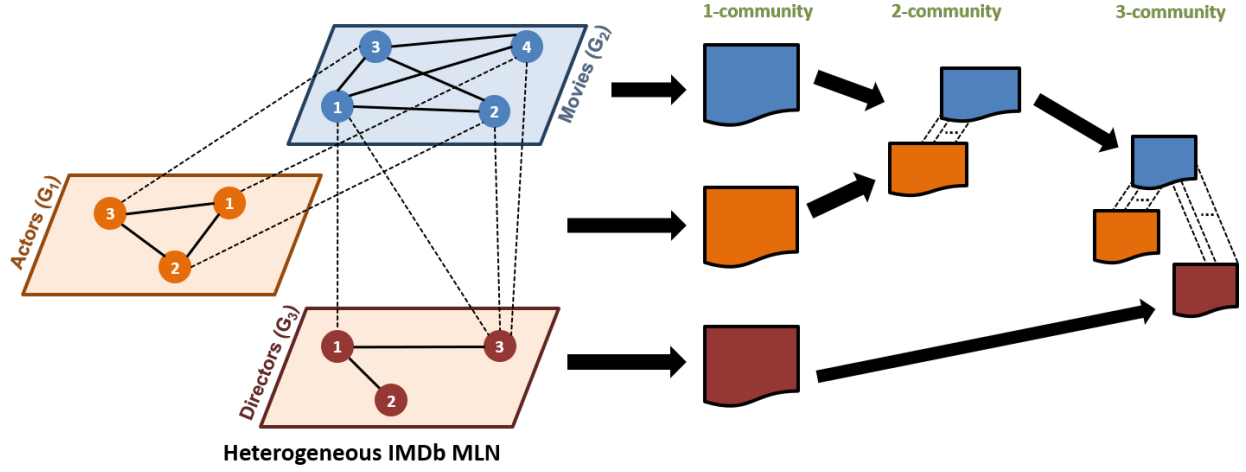 1-community 2-community 3-community
Movies (G2)
3 4
1 2
Actors (G1)
3 1
2
Directors (G3)
1 3
2
Heterogeneous IMDb MLN